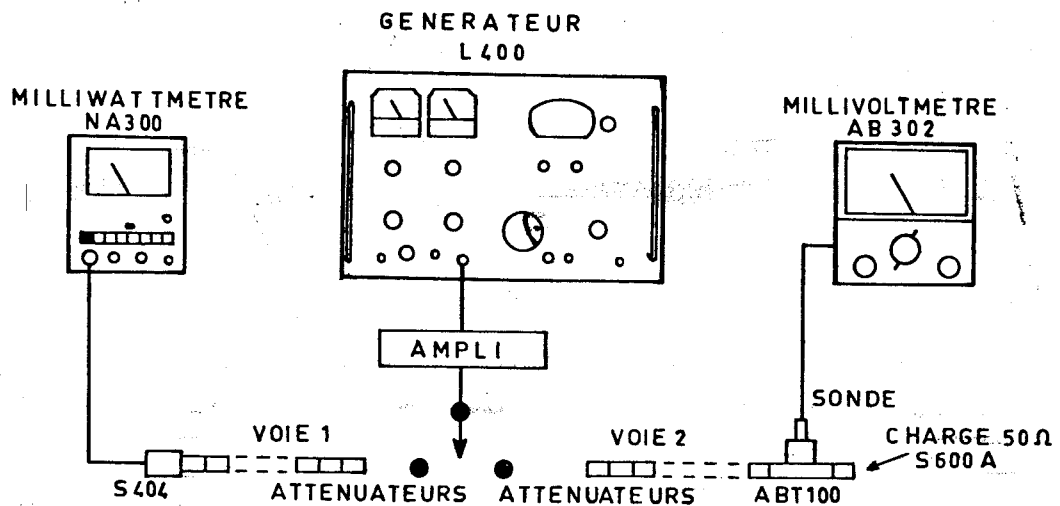 GENERATEUR
L400
MILLIWATTMETRE
NA300
MILLIVOLTMETRE
AB302
AMPLI
SONDE
VOIE 1
VOIE 2
CHARGE 50Ω
S600A
S404
ATTENUATEURS
ATTENUATEURS
ABT100